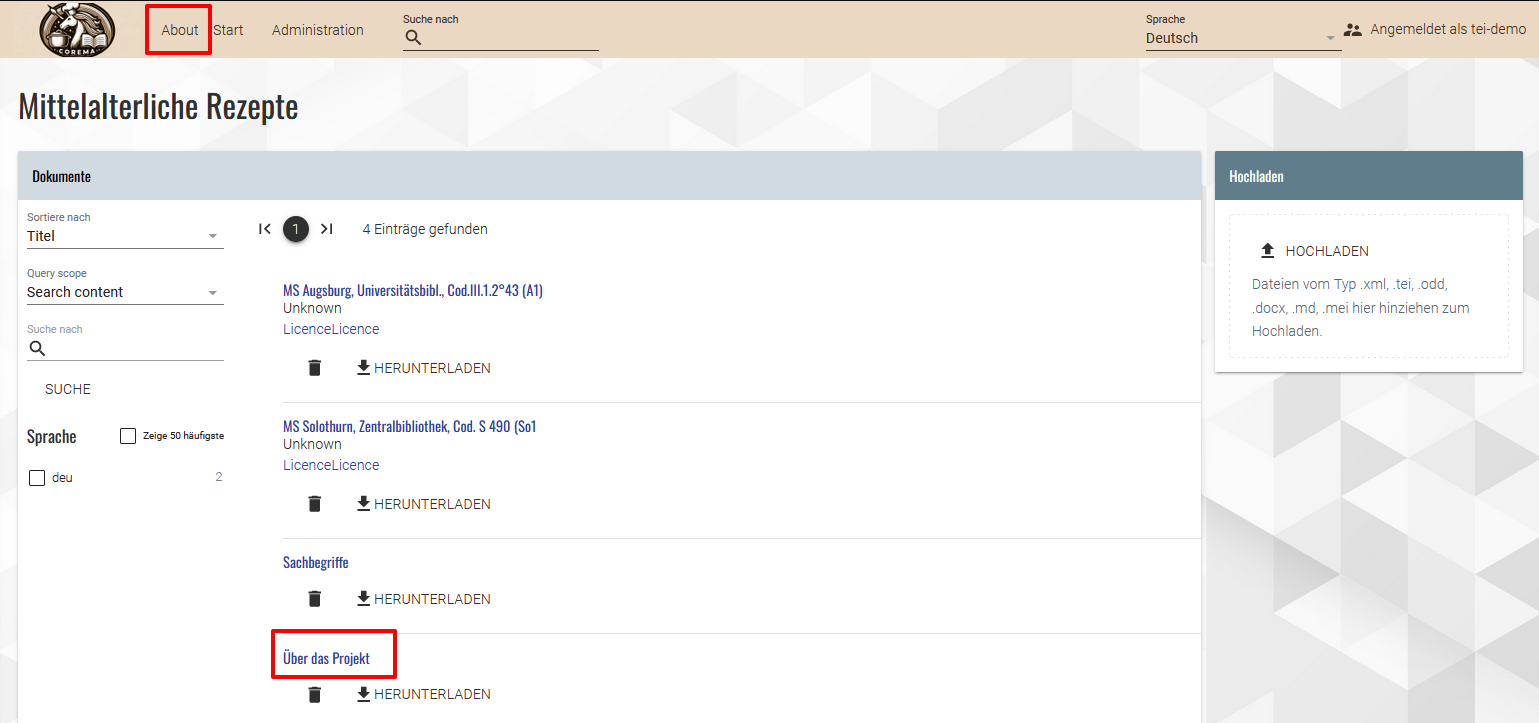 COREMA
About
Start
Administration
Suche nach
Sprache
Deutsch
Angemeldet als tei-demo
Mittelalterliche Rezepte
Dokumente
Sortiere nach
Titel
Query scope
Search content
Suche nach
SUCHE
Sprache
Zeige 50 häufigste
deu
2
1
4 Einträge gefunden
MS Augsburg, Universitätsbibl., Cod.III.1.2°43 (A1)
Unknown
LicenceLicence
HERUNTERLADEN
MS Solothurn, Zentralbibliothek, Cod. S 490 (So1
Unknown
LicenceLicence
HERUNTERLADEN
Sachbegriffe
HERUNTERLADEN
Über das Projekt
HERUNTERLADEN
Hochladen
HOCHLADEN
Dateien vom Typ .xml, .tei, .odd,
.docx, .md, .mei hier hinziehen zum
Hochladen.